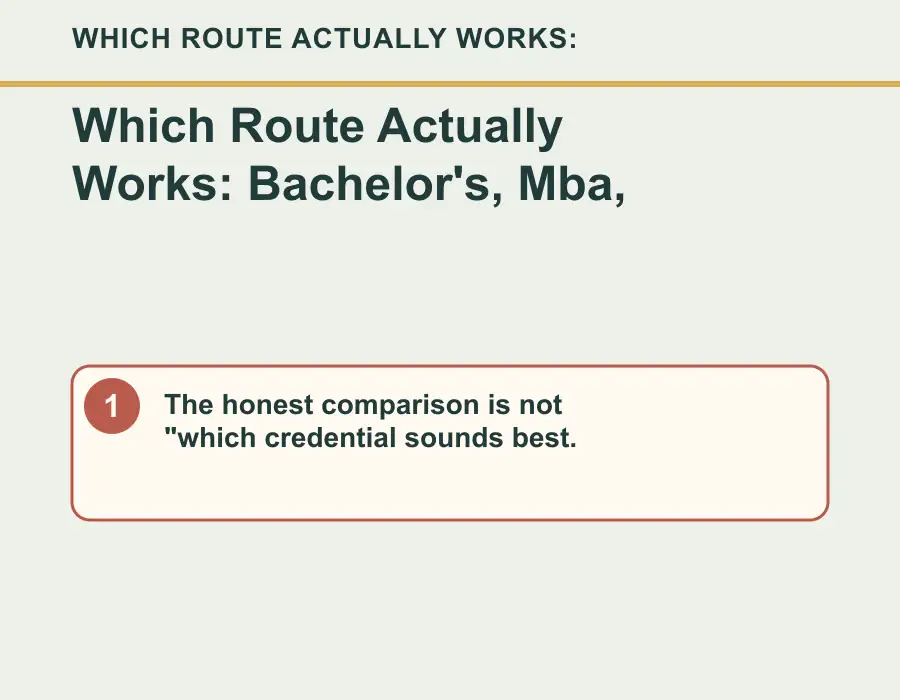 WHICH ROUTE ACTUALLY WORKS:
Which Route Actually
Works: Bachelor's, Mba,
1
The honest comparison is not
"which credential sounds best.